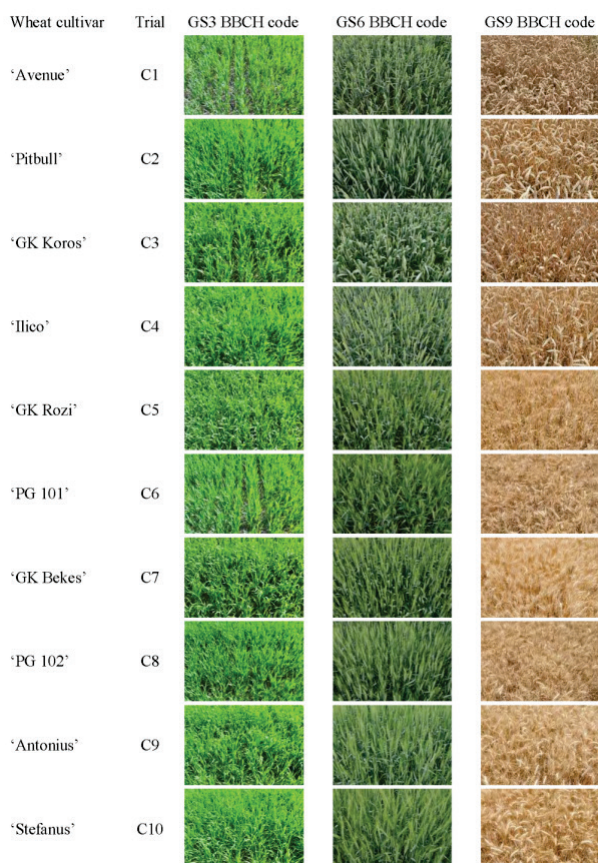 Wheat cultivar Trial GS3 BBCH code GS6 BBCH code GS9 BBCH code
‘Avenue’ C1
‘Pitbull’ C2
‘GK Koros’ C3
‘Ilico’ C4
‘GK Rozi’ C5
‘PG 101’ C6
‘GK Bekes’ C7
‘PG 102’ C8
‘Antonius’ C9
‘Stefanus’ C10